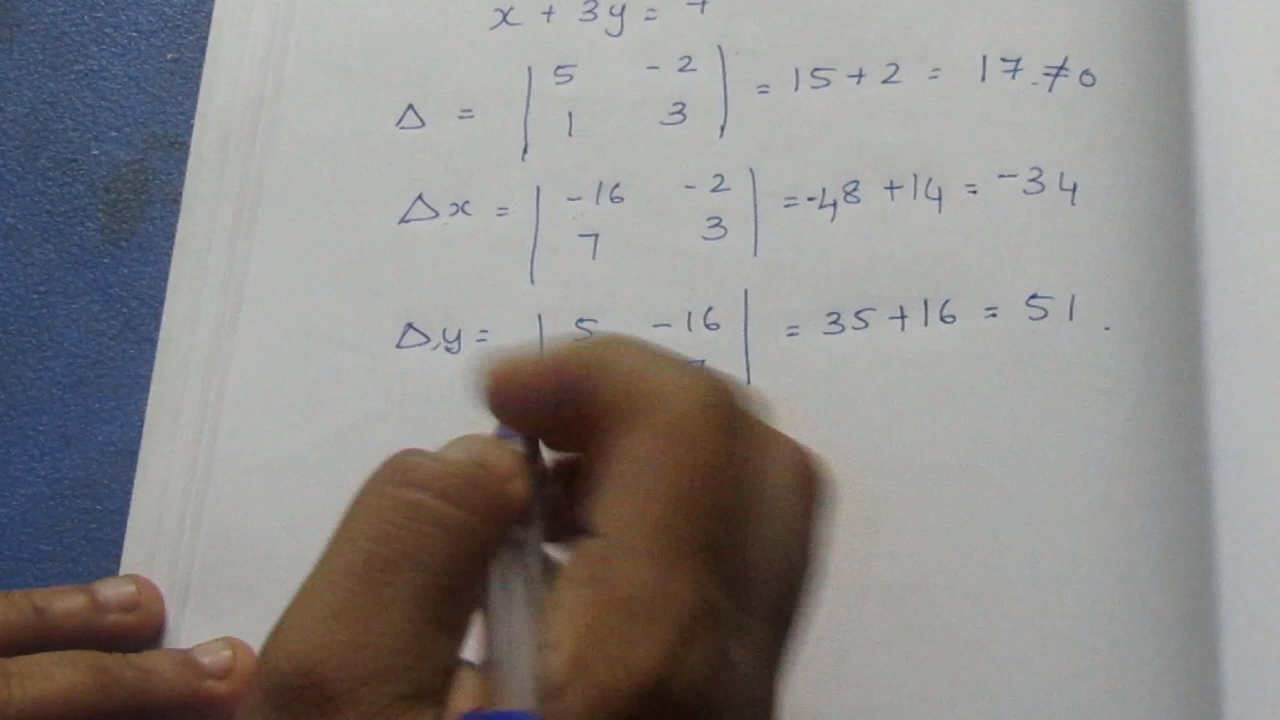 x + 3y = 7
Δ = | 5 -2 | = 15 + 2 = 17 ≠ 0
| 1 3 |
Δx = | -16 -2 | = -48 + 14 = -34
| 7 3 |
Δy = | 5 -16 | = 35 + 16 = 51 .